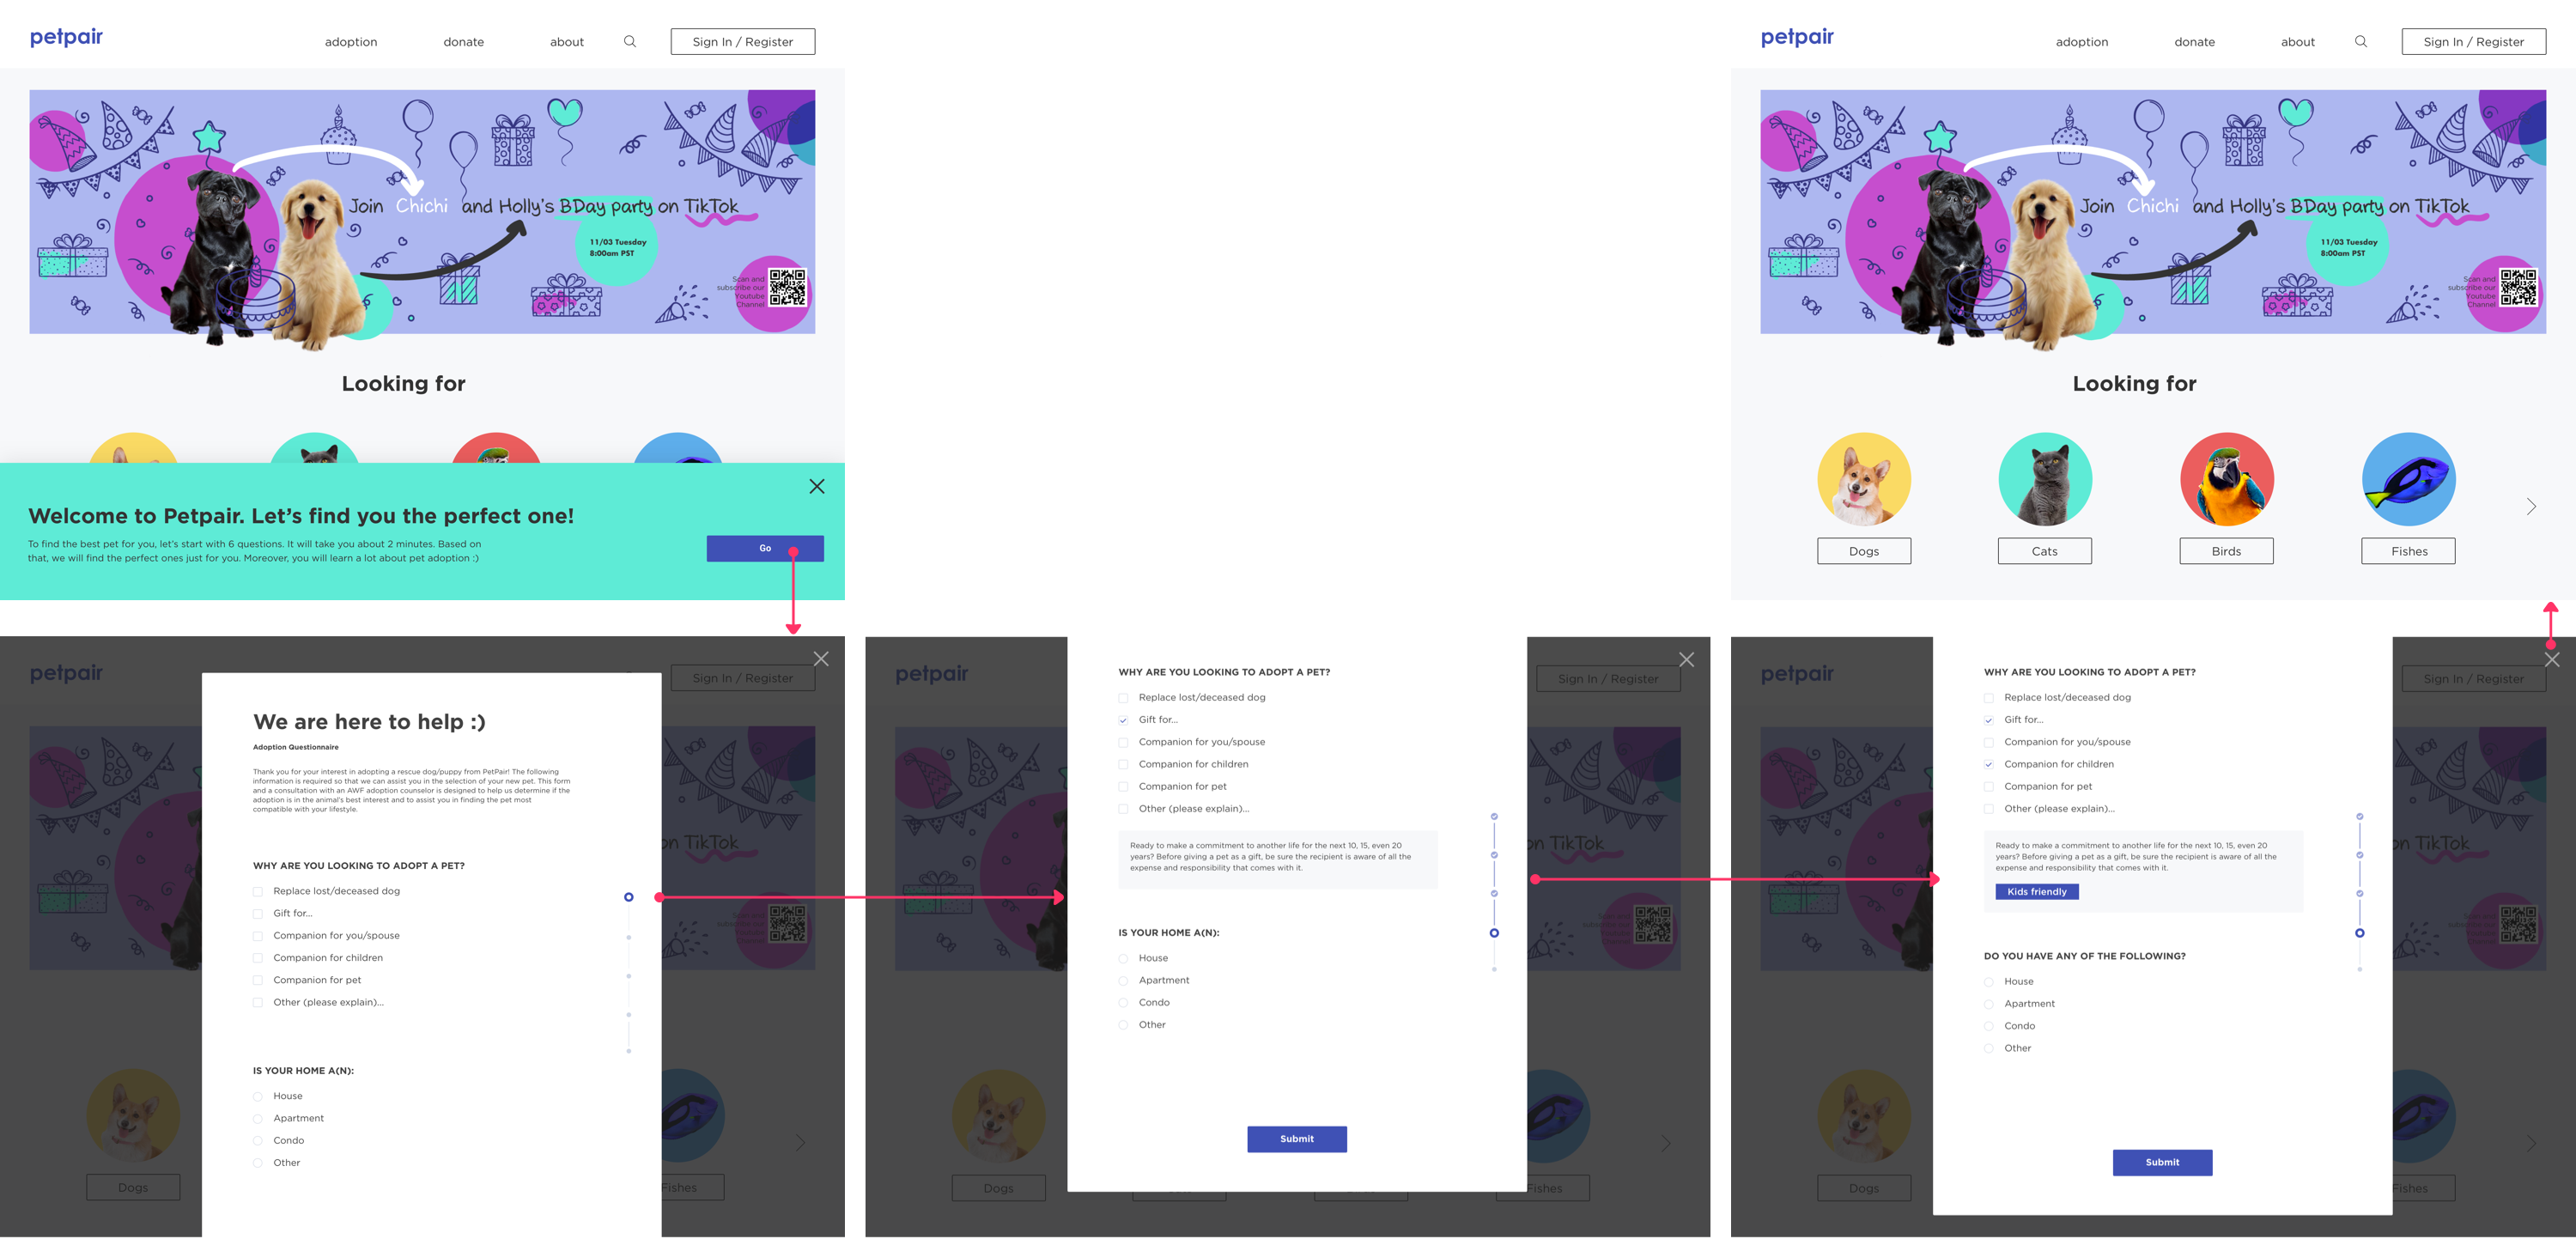 petpair
adoption
donate
about
Sign In / Register
Join Chichi and Holly's BDay party on TikTok
11/03 Tuesday
8:00am PST
Scan and
subscribe our
Youtube
Channel
Looking for
Welcome to Petpair. Let's find you the perfect one!
To find the best pet for you, let's start with 6 questions. It will take you about 2 minutes. Based on
that, we will find the perfect ones just for you. Moreover, you will learn a lot about pet adoption :)
Go
petpair
adoption
donate
about
Sign In / Register
Join Chichi and Holly's BDay party on TikTok
11/03 Tuesday
8:00am PST
Scan and
subscribe our
Youtube
Channel
Looking for
Dogs
Cats
Birds
Fishes
petpair
Sign In / Register
We are here to help :)
Adoption Questionnaire
Thank you for your interest in adopting a rescue dog/puppy from PetPair! The following
information is required so that we can assist you in the selection of your new pet. This form
and a consultation with an AWF adoption counselor is designed to help us determine if the
adoption is in the animal's best interest and to assist you in finding the pet most
compatible with your lifestyle.
WHY ARE YOU LOOKING TO ADOPT A PET?
Replace lost/deceased dog
Gift for...
Companion for you/spouse
Companion for children
Companion for pet
Other (please explain)...
IS YOUR HOME A(N):
House
Apartment
Condo
Other
on TikTok
Dogs
Fishes
petpair
Sign In / Register
WHY ARE YOU LOOKING TO ADOPT A PET?
Replace lost/deceased dog
Gift for...
Companion for you/spouse
Companion for children
Companion for pet
Other (please explain)...
Ready to make a commitment to another life for the next 10, 15, even 20
years? Before giving a pet as a gift, be sure the recipient is aware of all the
expense and responsibility that comes with it.
IS YOUR HOME A(N):
House
Apartment
Condo
Other
Submit
on TikTok
Dogs
Fishes
petpair
Sign In / Register
WHY ARE YOU LOOKING TO ADOPT A PET?
Replace lost/deceased dog
Gift for...
Companion for you/spouse
Companion for children
Companion for pet
Other (please explain)...
Ready to make a commitment to another life for the next 10, 15, even 20
years? Before giving a pet as a gift, be sure the recipient is aware of all the
expense and responsibility that comes with it.
Kids friendly
DO YOU HAVE ANY OF THE FOLLOWING?
House
Apartment
Condo
Other
Submit
on TikTok
Dogs
Fishes